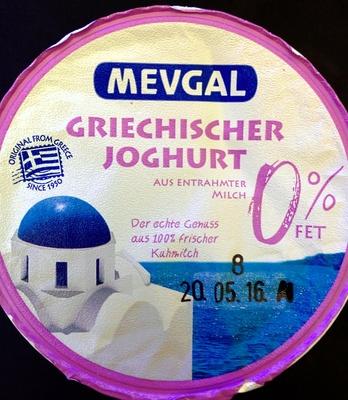 MEVGAL
GRIECHISCHER
JOGHURT
ORIGINAL FROM GREECE
SINCE 1950
AUS ENTRAHMTER
MILCH
0%
FET
Der echte Genuss
aus 100% frischer
Kuhmilch
8
20.05.16. A